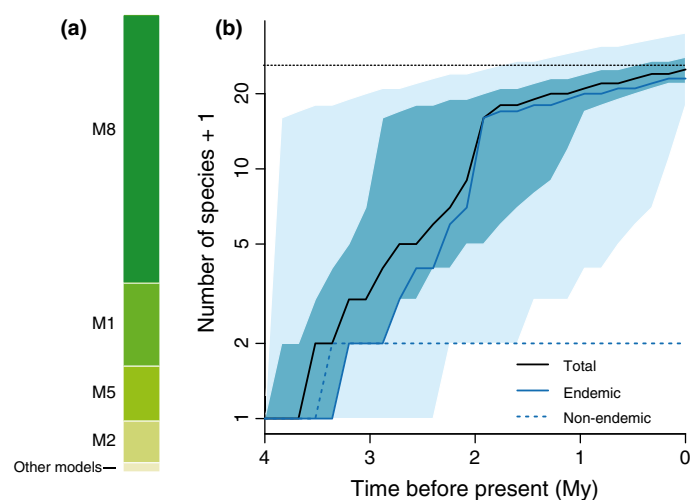 (a)
M8
M1
M5
M2
Other models
(b)
Number of species + 1
20
10
5
2
1
Total
Endemic
Non-endemic
4
3
2
1
0
Time before present (My)